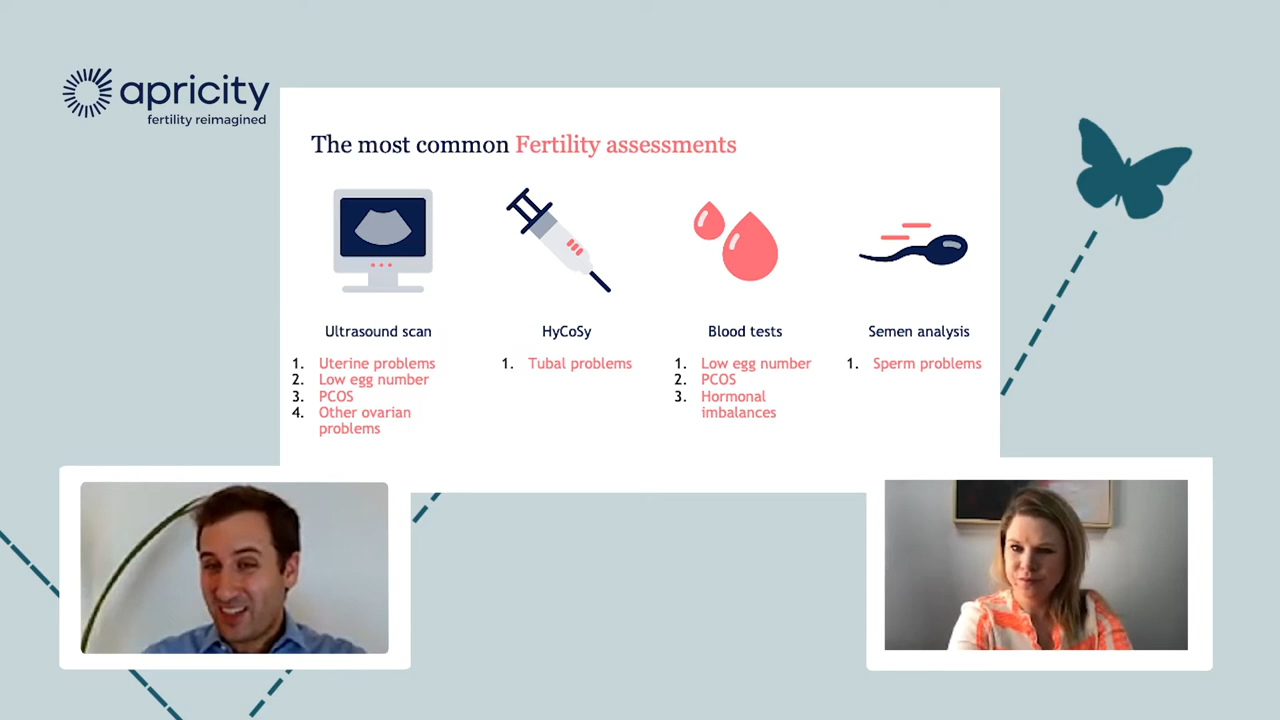 apricity
fertility reimagined
The most common Fertility assessments
Ultrasound scan
1. Uterine problems
2. Low egg number
3. PCOS
4. Other ovarian
problems
HyCoSy
1. Tubal problems
Blood tests
1. Low egg number
2. PCOS
3. Hormonal
imbalances
Semen analysis
1. Sperm problems